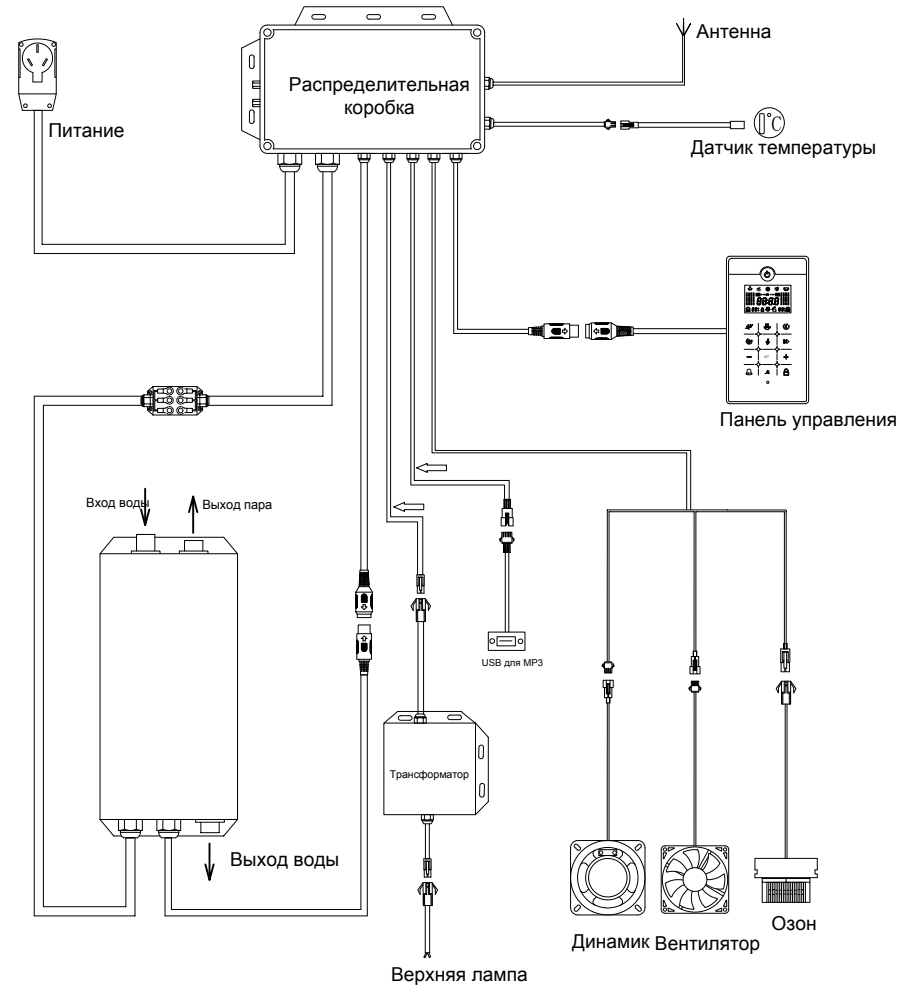 Антенна
Распределительная
коробка
Питание
°C
Датчик температуры
Панель управления
Вход воды
Выход пара
USB для MP3
Трансформатор
Выход воды
Динамик
Вентилятор
Озон
Верхняя лампа